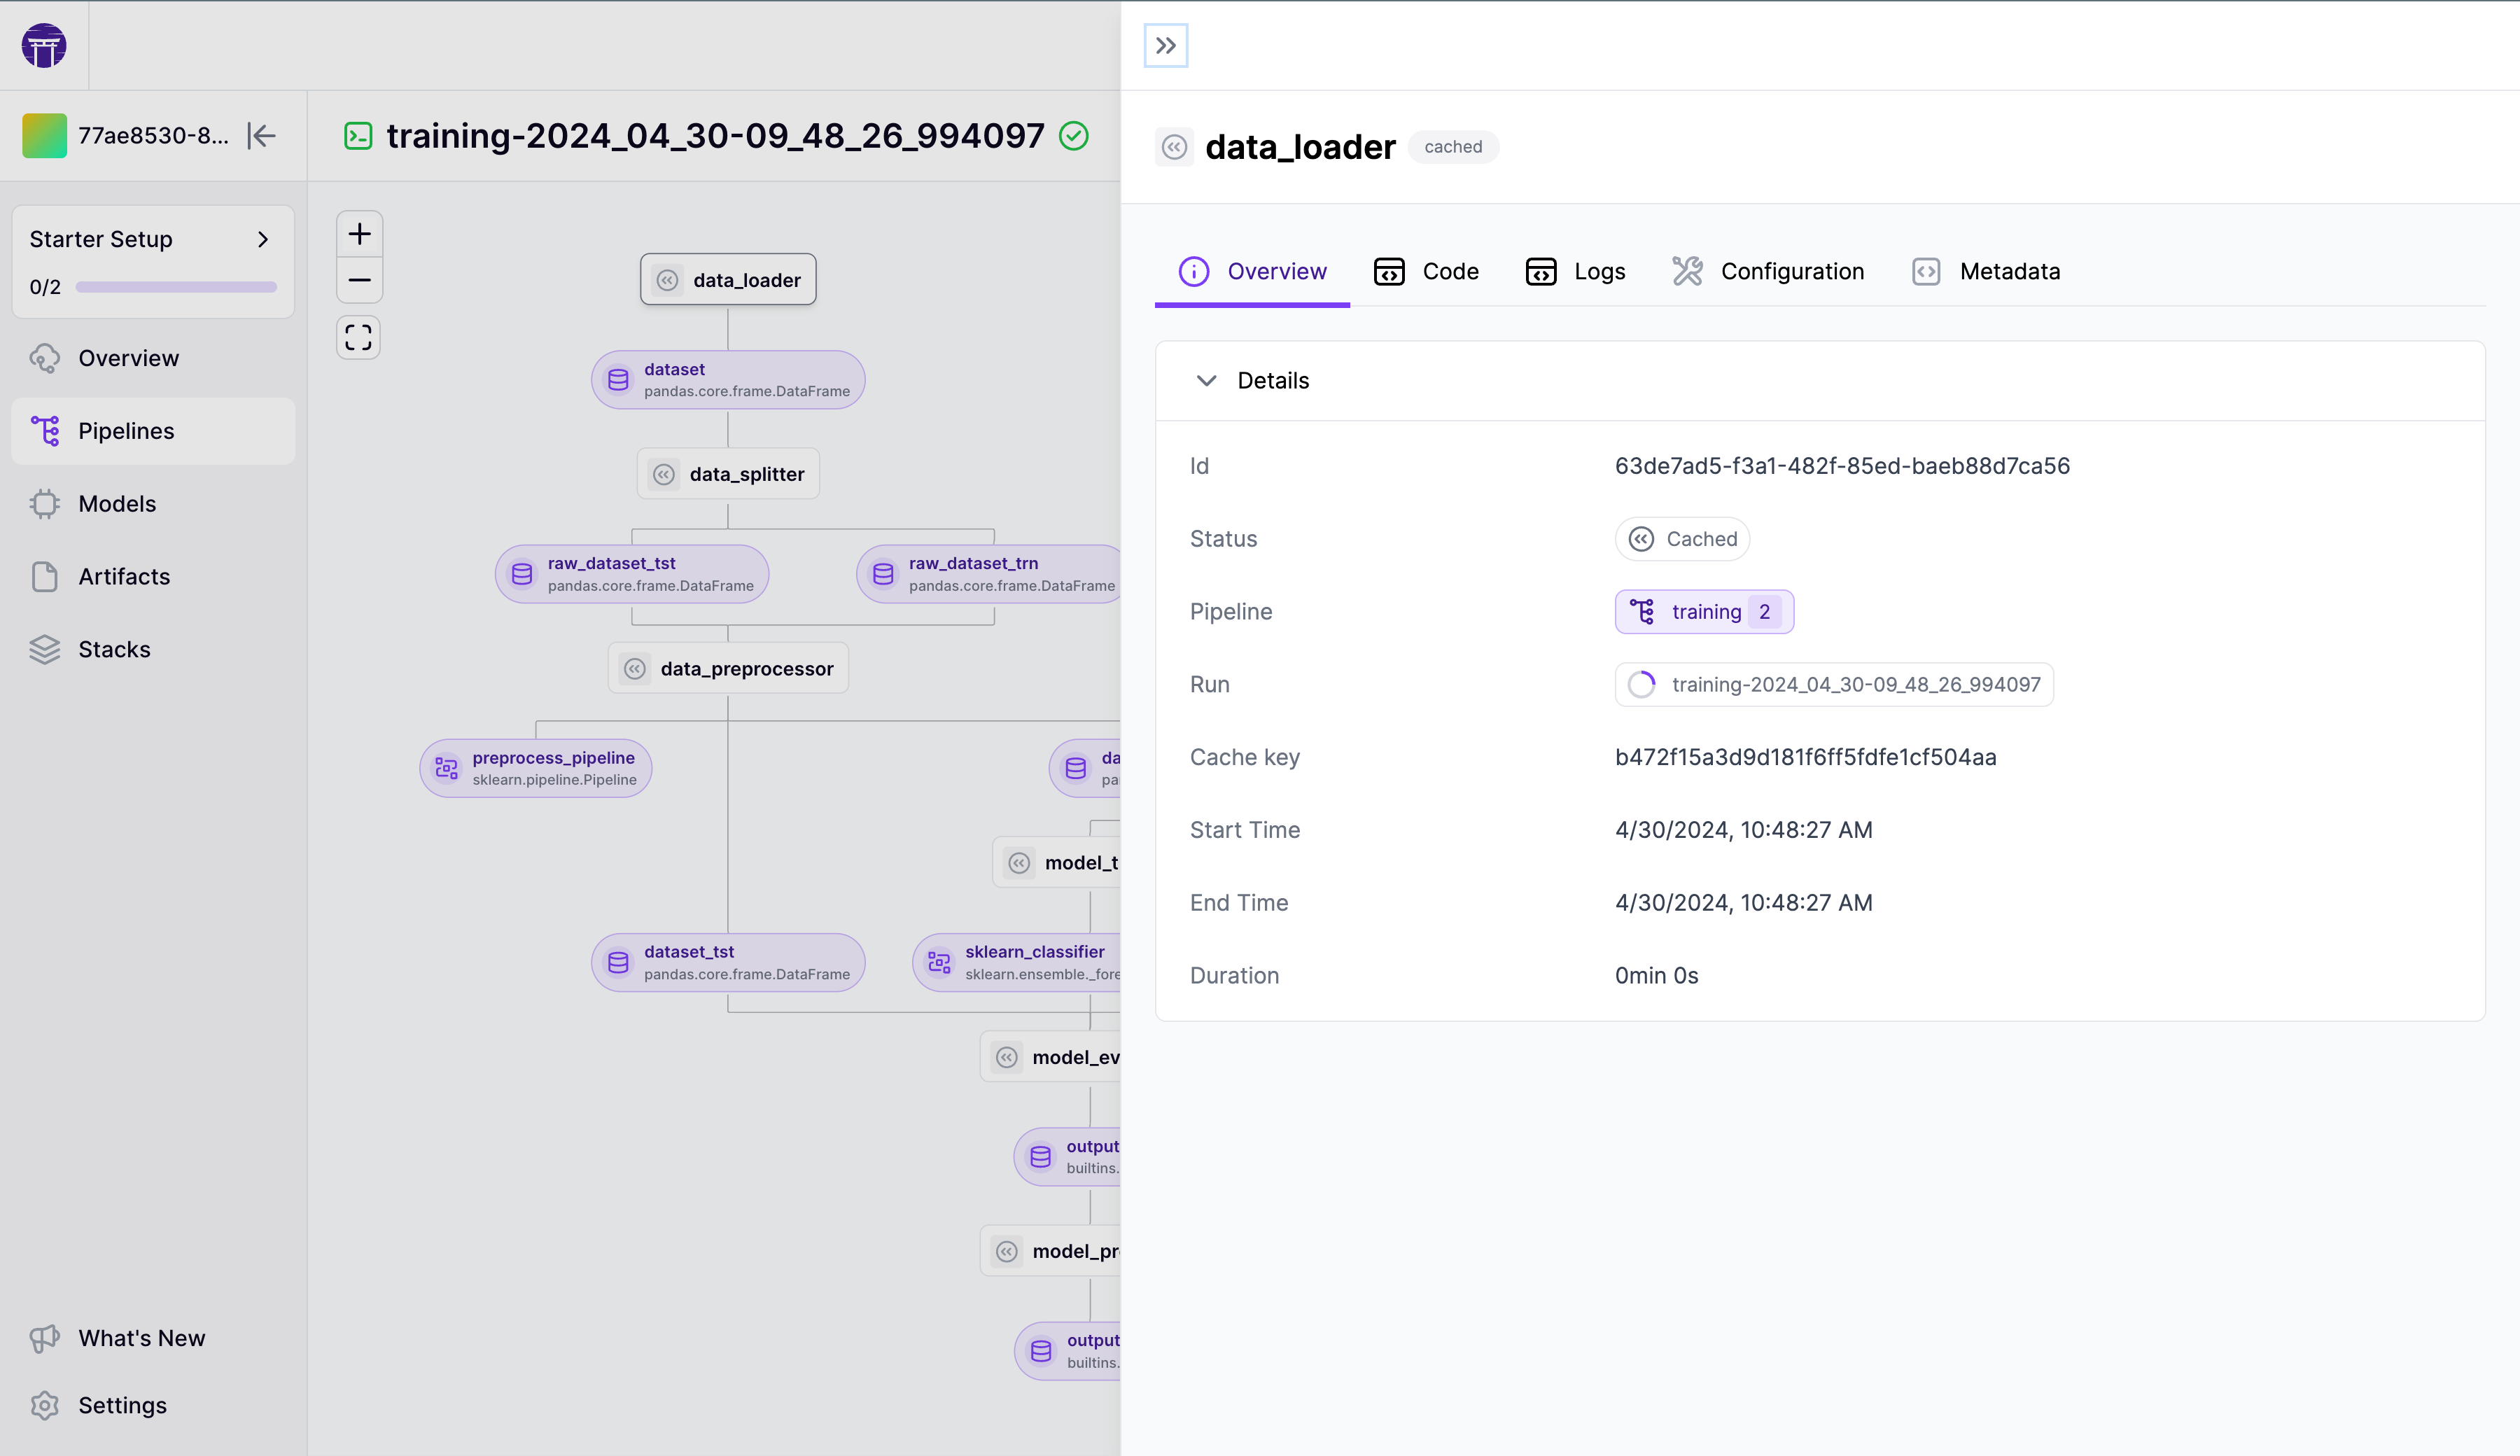 77ae8530-8...
training-2024_04_30-09_48_26_994097
Starter Setup
0/2
Overview
Pipelines
Models
Artifacts
Stacks
What's New
Settings
data_loader
dataset
pandas.core.frame.DataFrame
data_splitter
raw_dataset_tst
pandas.core.frame.DataFrame
raw_dataset_trn
pandas.core.frame.DataFrame
data_preprocessor
preprocess_pipeline
sklearn.pipeline.Pipeline
da
pa
model_t
dataset_tst
pandas.core.frame.DataFrame
sklearn_classifier
sklearn.ensemble._fore
model_ev
output
builtins.
model_pr
output
builtins.
data_loader cached
Overview Code Logs Configuration Metadata
Details
Id 63de7ad5-f3a1-482f-85ed-baeb88d7ca56
Status Cached
Pipeline training 2
Run training-2024_04_30-09_48_26_994097
Cache key b472f15a3d9d181f6ff5fdfe1cf504aa
Start Time 4/30/2024, 10:48:27 AM
End Time 4/30/2024, 10:48:27 AM
Duration 0min 0s